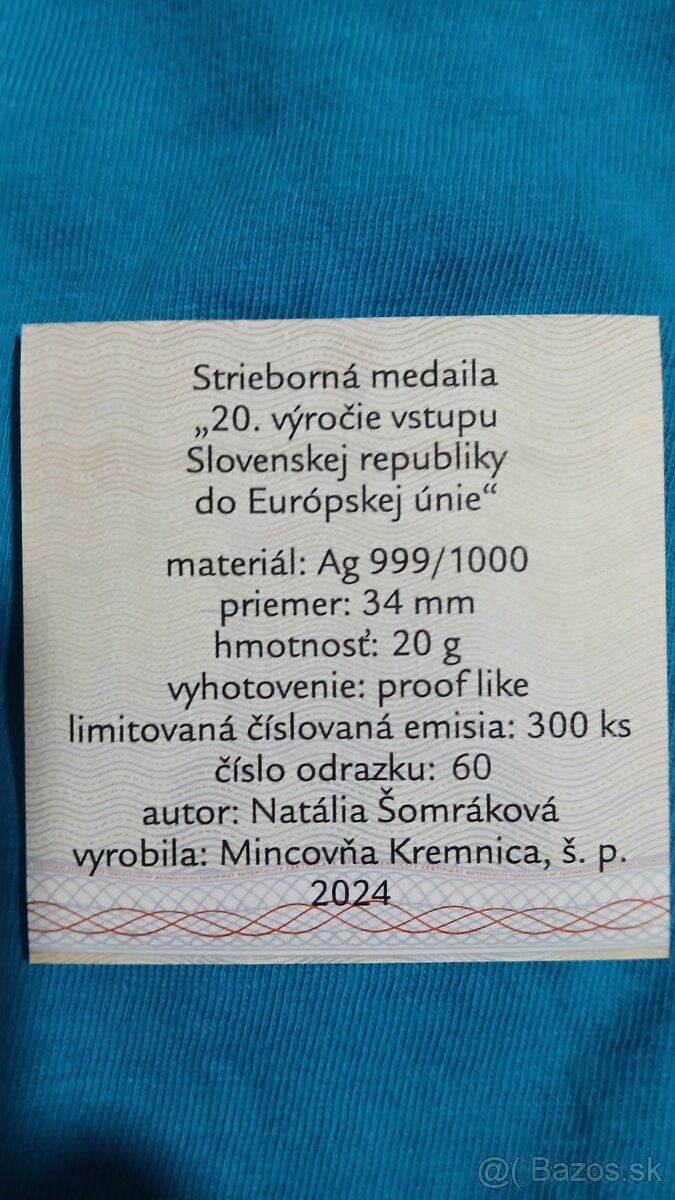 Strieborná medaila
„20. výročie vstupu
Slovenskej republiky
do Európskej únie“
materiál: Ag 999/1000
priemer: 34 mm
hmotnosť: 20 g
vyhotovenie: proof like
limitovaná číslovaná emisia: 300 ks
číslo odrazku: 60
autor: Natália Šomráková
vyrobila: Mincovňa Kremnica, š. p.
2024
@( Bazos.sk